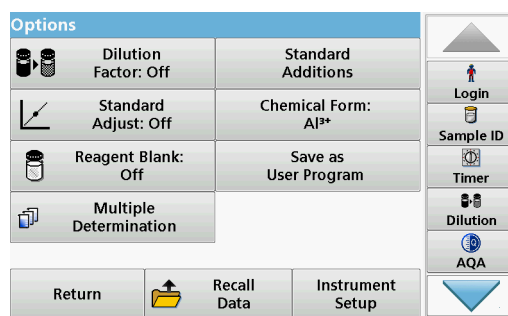 Options
Dilution
Factor: Off
Standard
Additions
Standard
Adjust: Off
Chemical Form:
Al³⁺
Reagent Blank:
Off
Save as
User Program
Multiple
Determination
Return
Recall
Data
Instrument
Setup
Login
Sample ID
Timer
Dilution
AQA